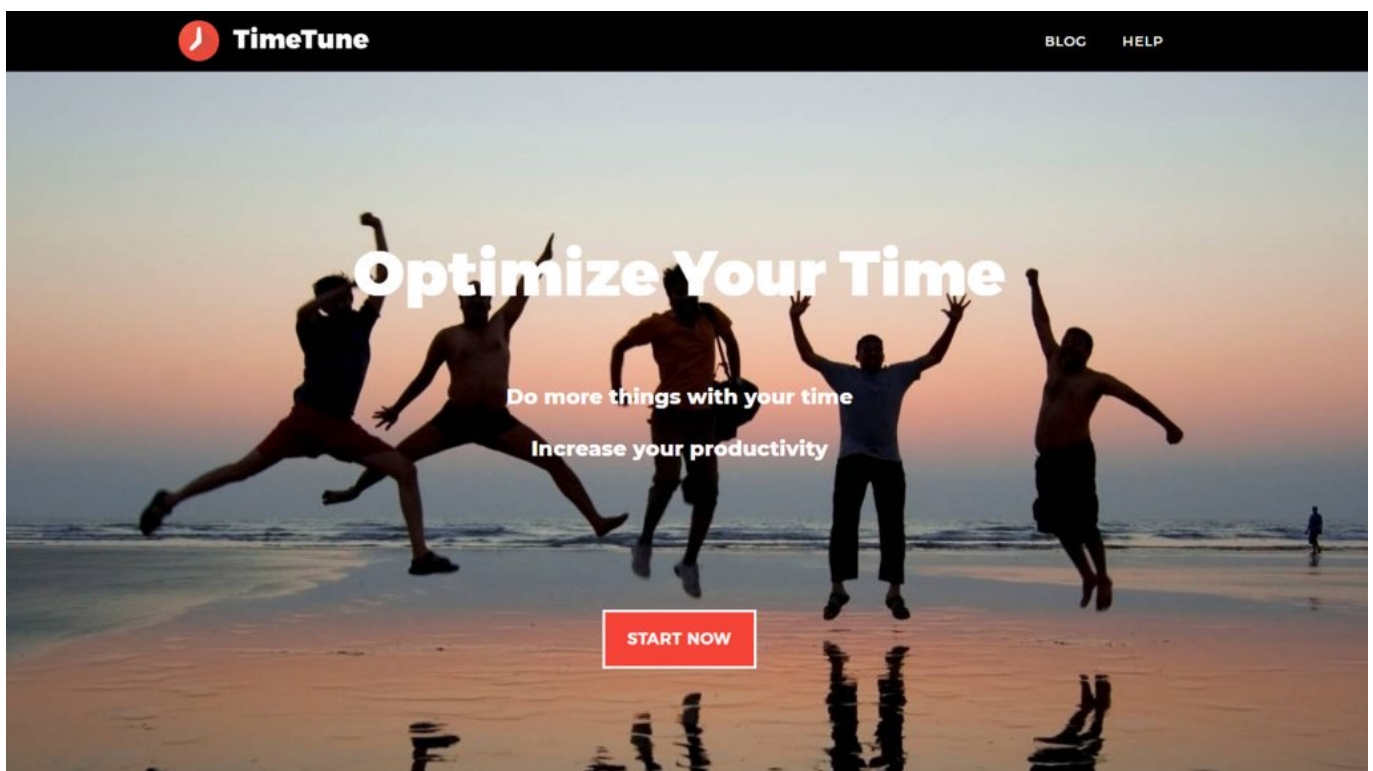 TimeTune
BLOG HELP
Optimize Your Time
Do more things with your time
Increase your productivity
START NOW